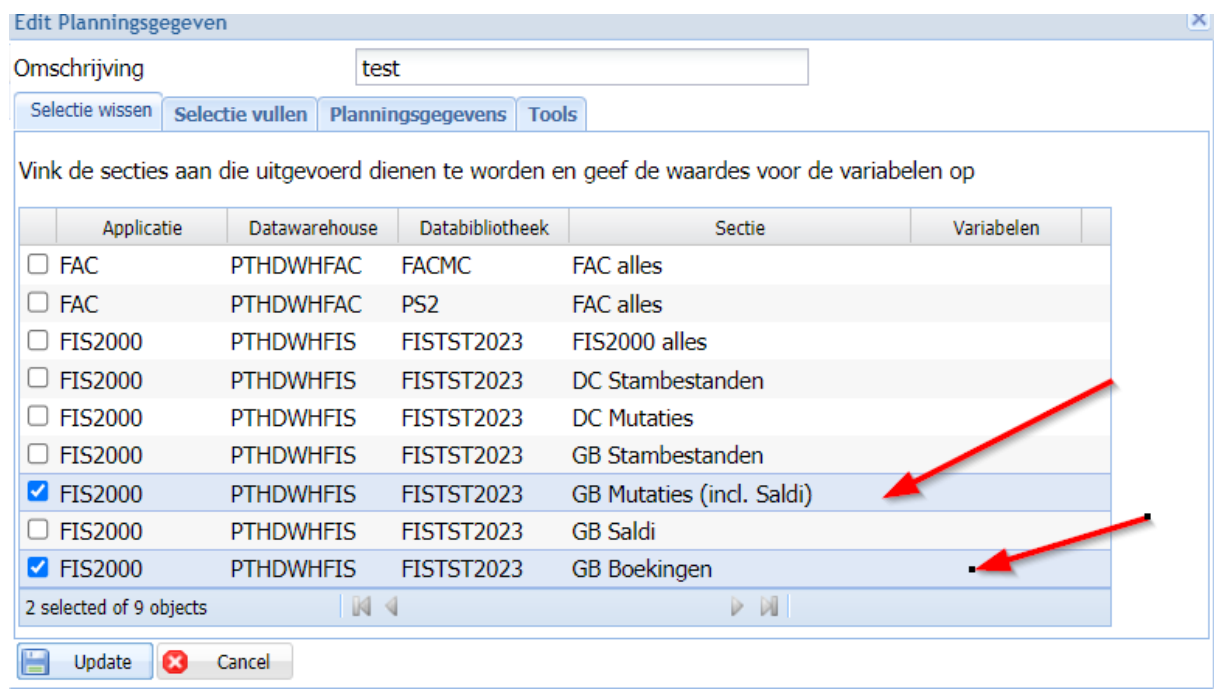 Edit Planningsgegeven
Omschrijving test
Selectie wissen Selectie vullen Planningsgegevens Tools
Vink de secties aan die uitgevoerd dienen te worden en geef de waardes voor de variabelen op
Applicatie Datawarehouse Databibliotheek Sectie Variabelen
FAC PTHDWHFAC FACMC FAC alles
FAC PTHDWHFAC PS2 FAC alles
FIS2000 PTHDWHFIS FISTST2023 FIS2000 alles
FIS2000 PTHDWHFIS FISTST2023 DC Stambestanden
FIS2000 PTHDWHFIS FISTST2023 DC Mutaties
FIS2000 PTHDWHFIS FISTST2023 GB Stambestanden
FIS2000 PTHDWHFIS FISTST2023 GB Mutaties (incl. Saldi)
FIS2000 PTHDWHFIS FISTST2023 GB Saldi
FIS2000 PTHDWHFIS FISTST2023 GB Boekingen
2 selected of 9 objects
Update Cancel